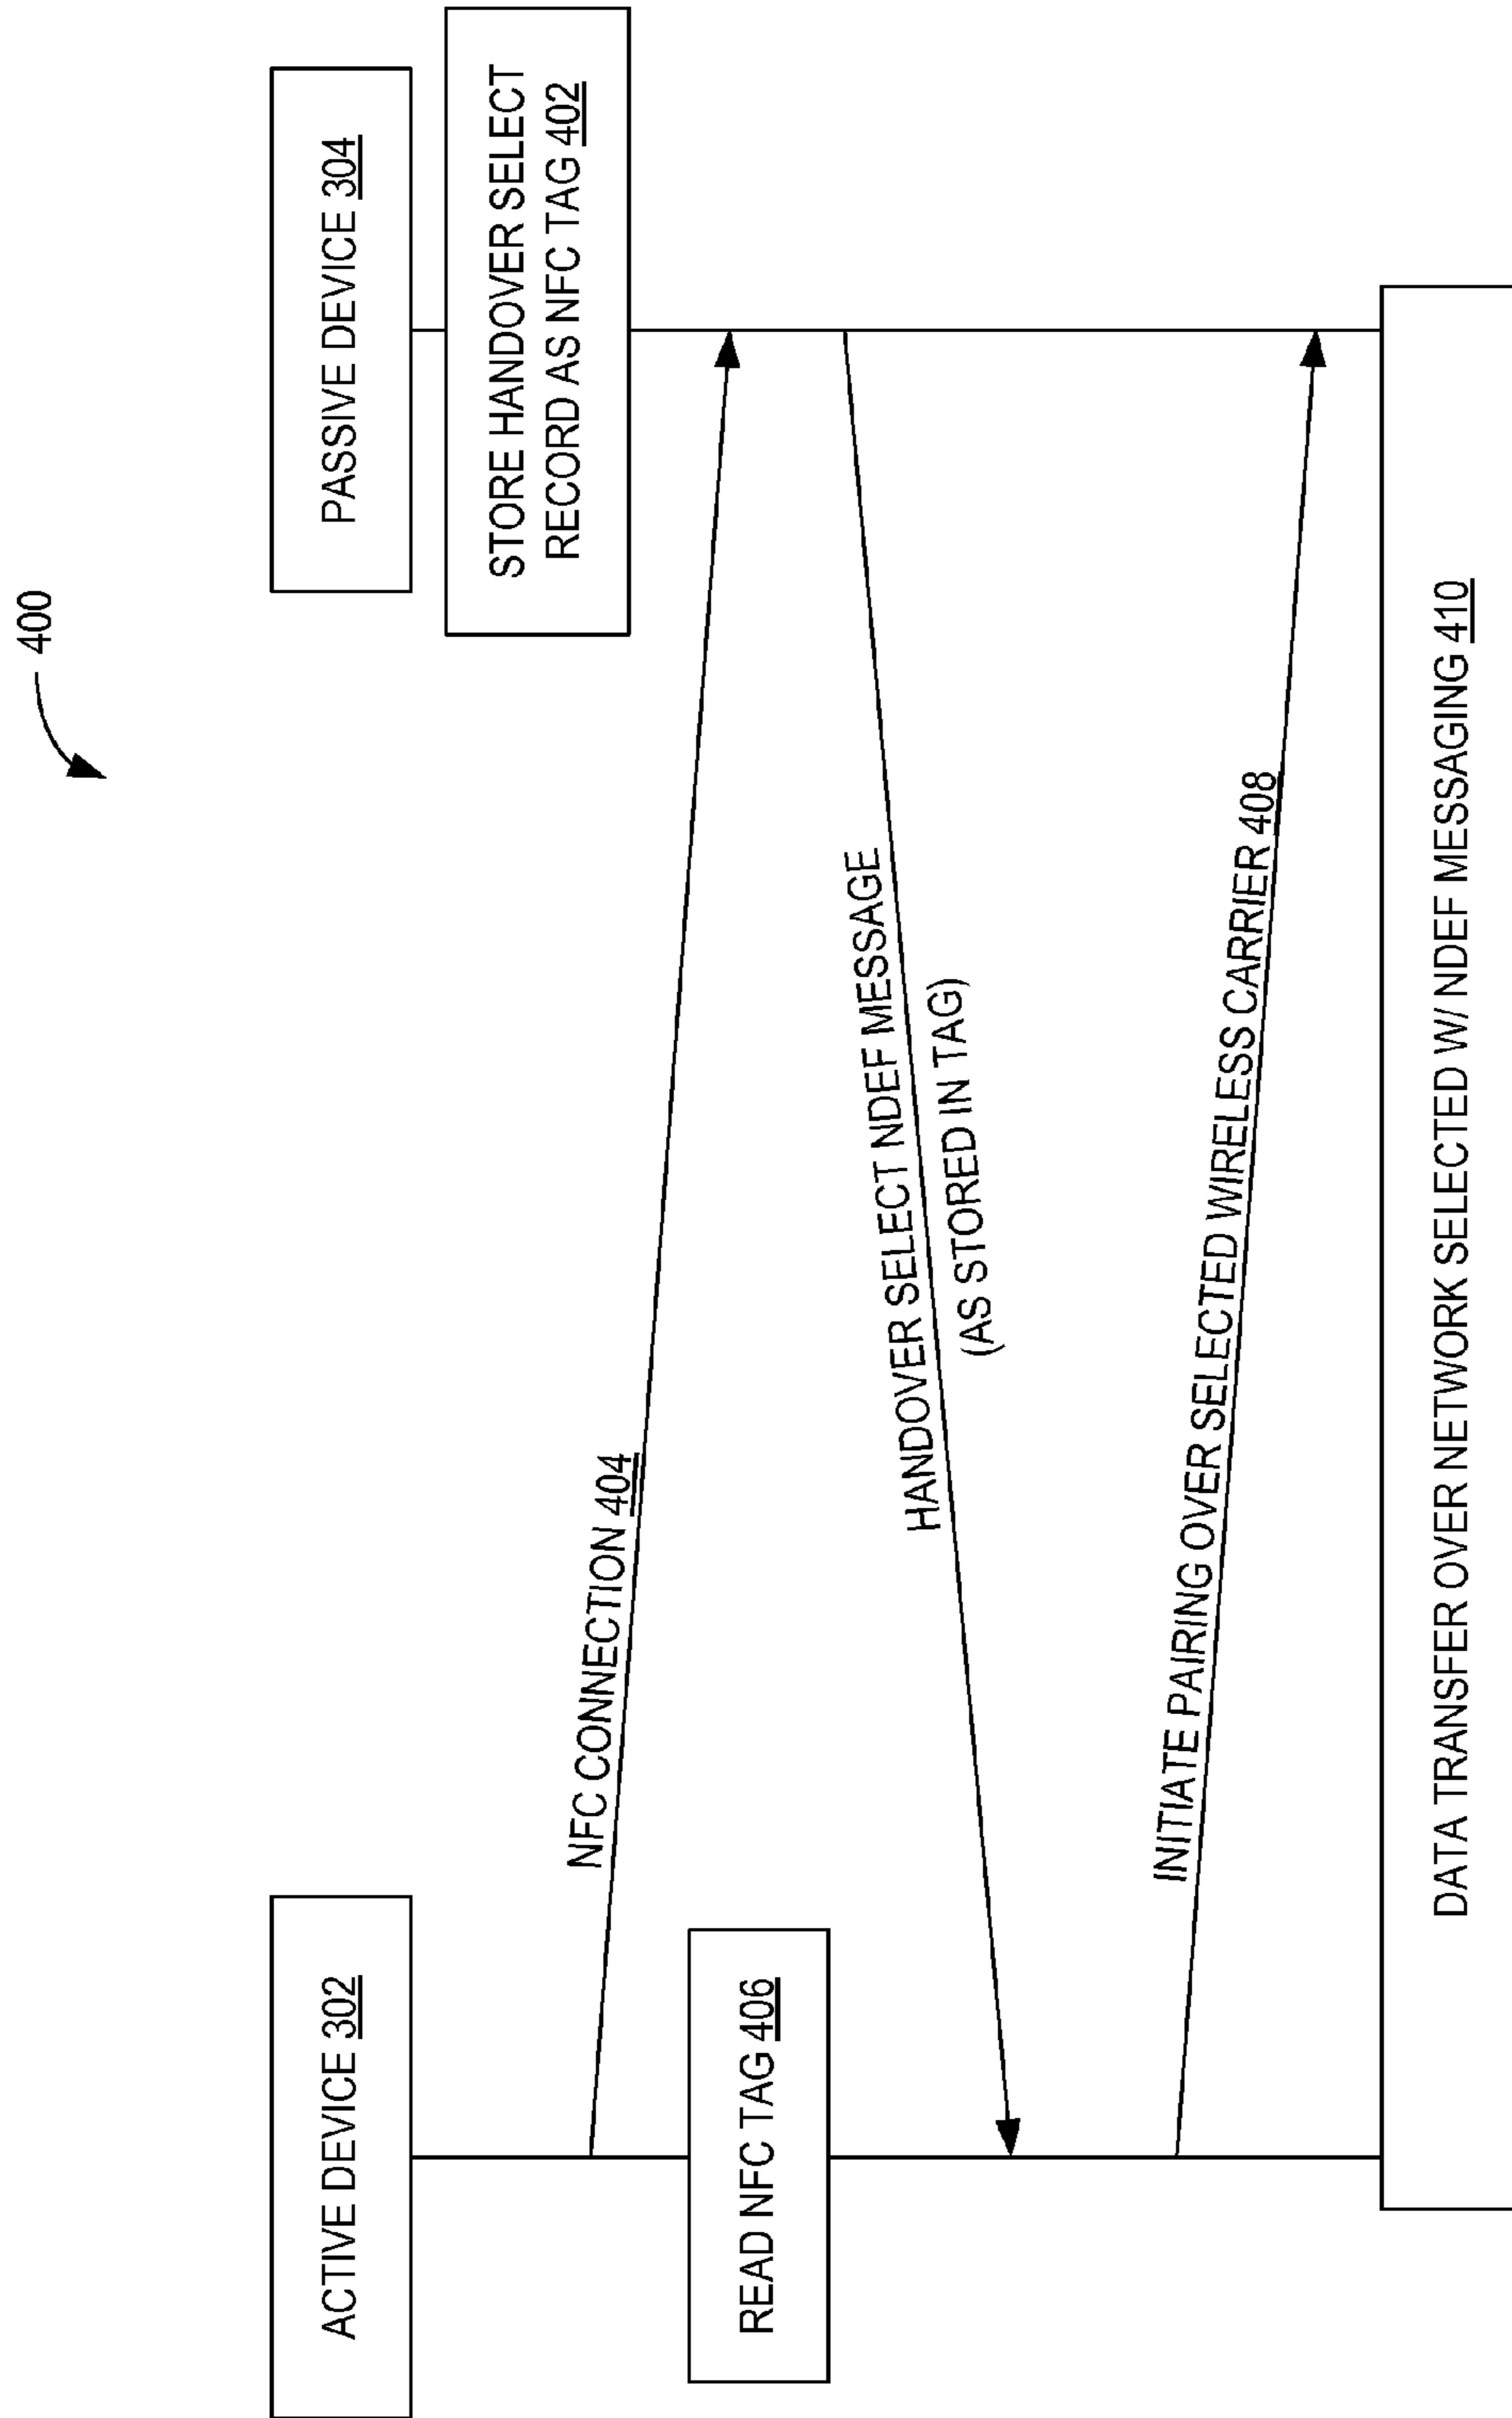 400
ACTIVE DEVICE 302
PASSIVE DEVICE 304
STORE HANDOVER SELECT
RECORD AS NFC TAG 402
NFC CONNECTION 404
READ NFC TAG 406
HANDOVER SELECT NDEF MESSAGE
(AS STORED IN TAG)
INITIATE PAIRING OVER SELECTED WIRELESS CARRIER 408
DATA TRANSFER OVER NETWORK SELECTED W/ NDEF MESSAGING 410